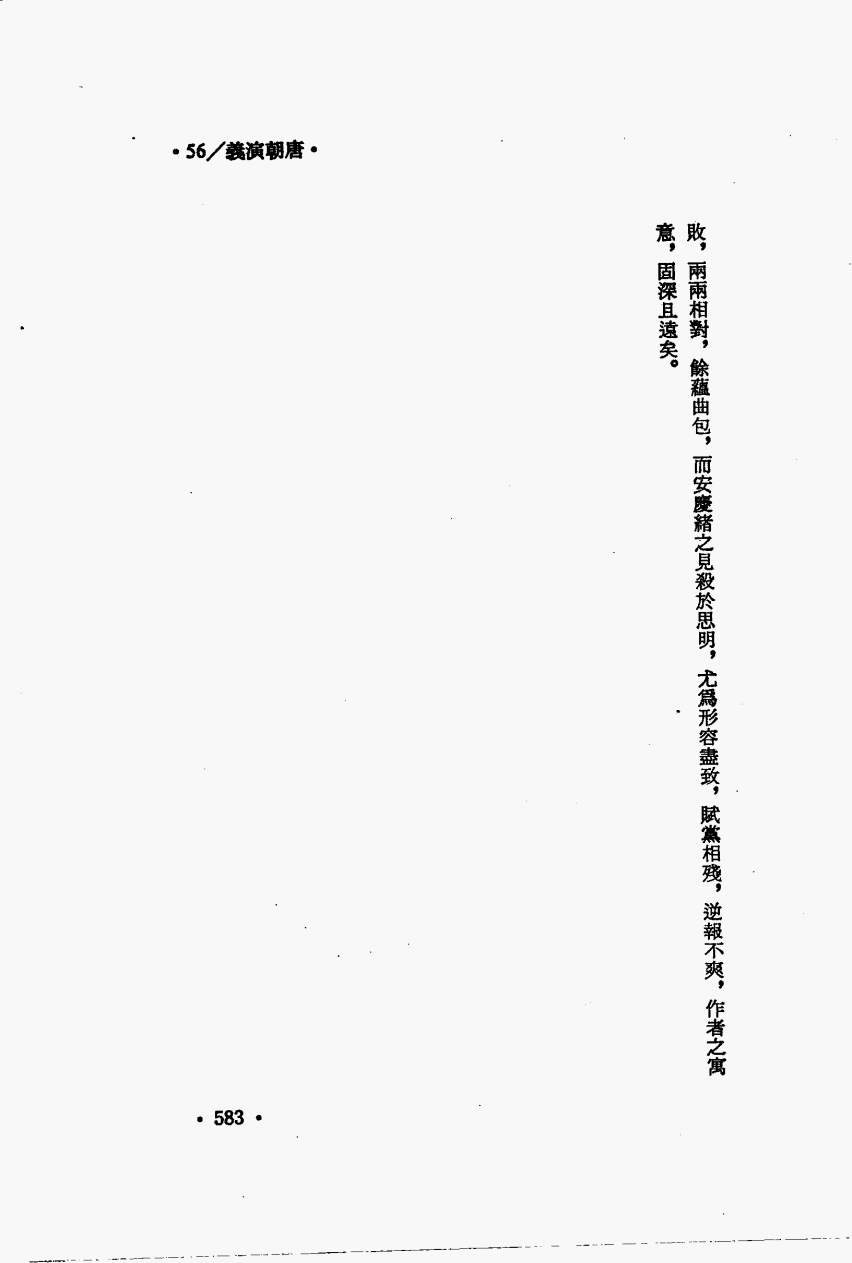 •56/義演朝唐•
敗，兩兩相對，餘蘊曲包，而安慶緒之見殺於思明，尤爲形容盡致，賦黨相殘，逆報不爽，作者之寓
意，固深且遠矣。
• 583 •